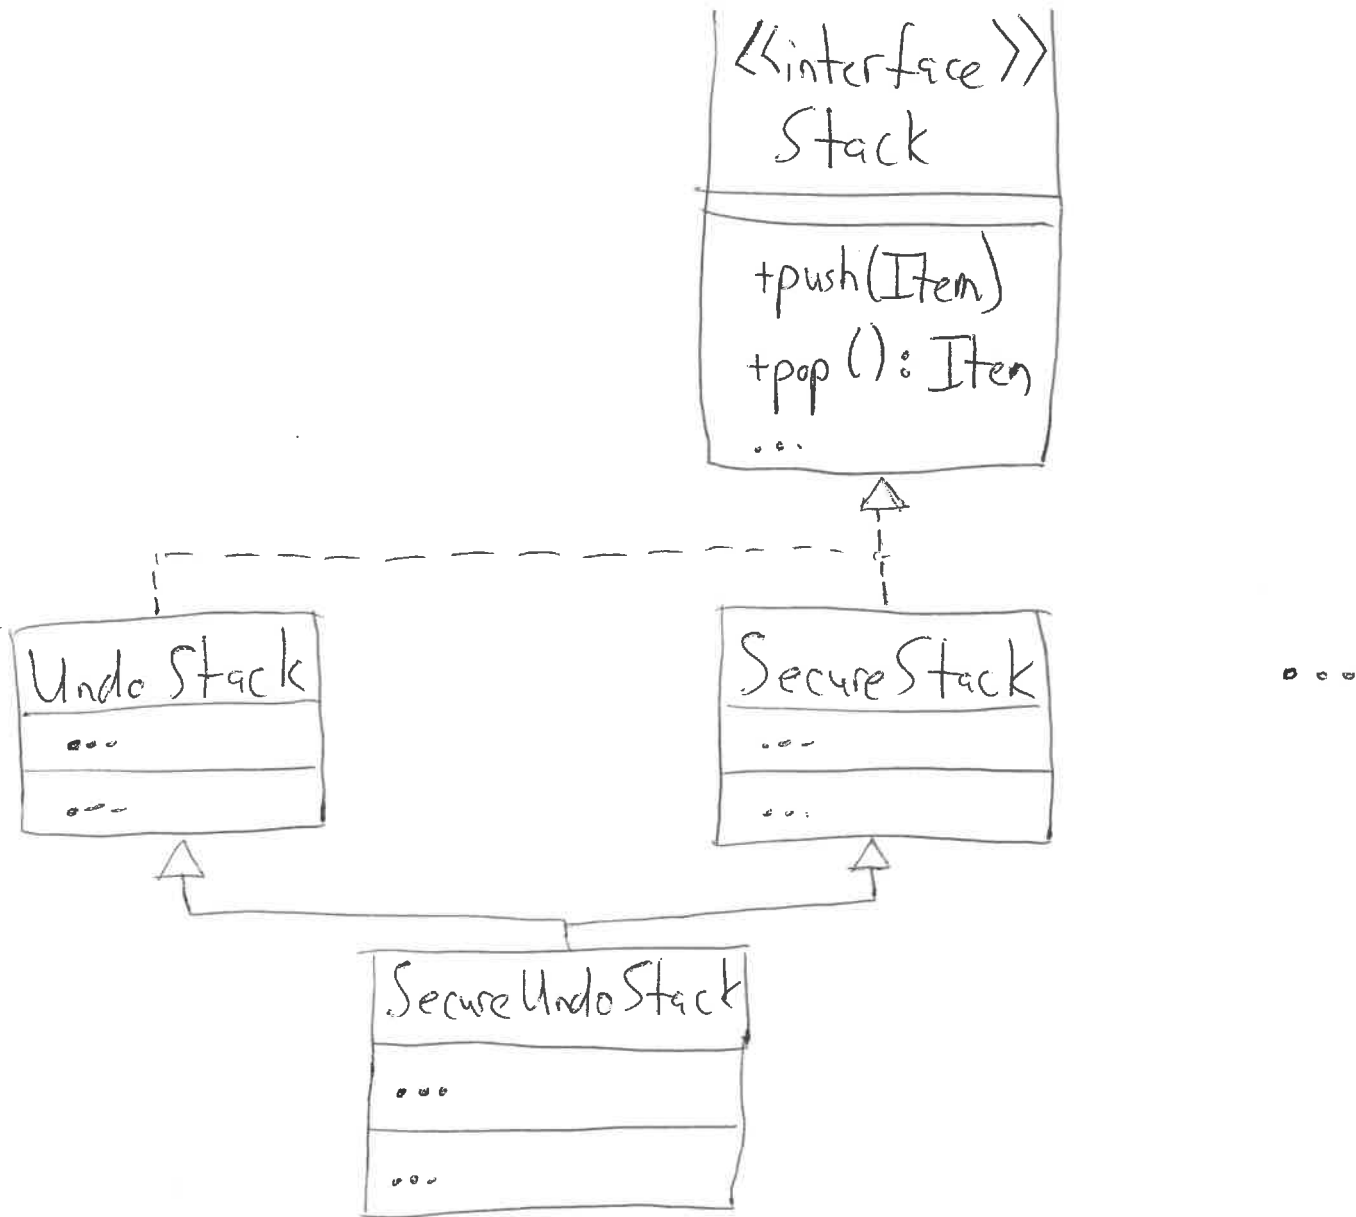 <<interface>>
Stack
+push(Item)
+pop(): Item
...
UndoStack
...
...
SecureStack
...
...
...
SecureUndoStack
...
...